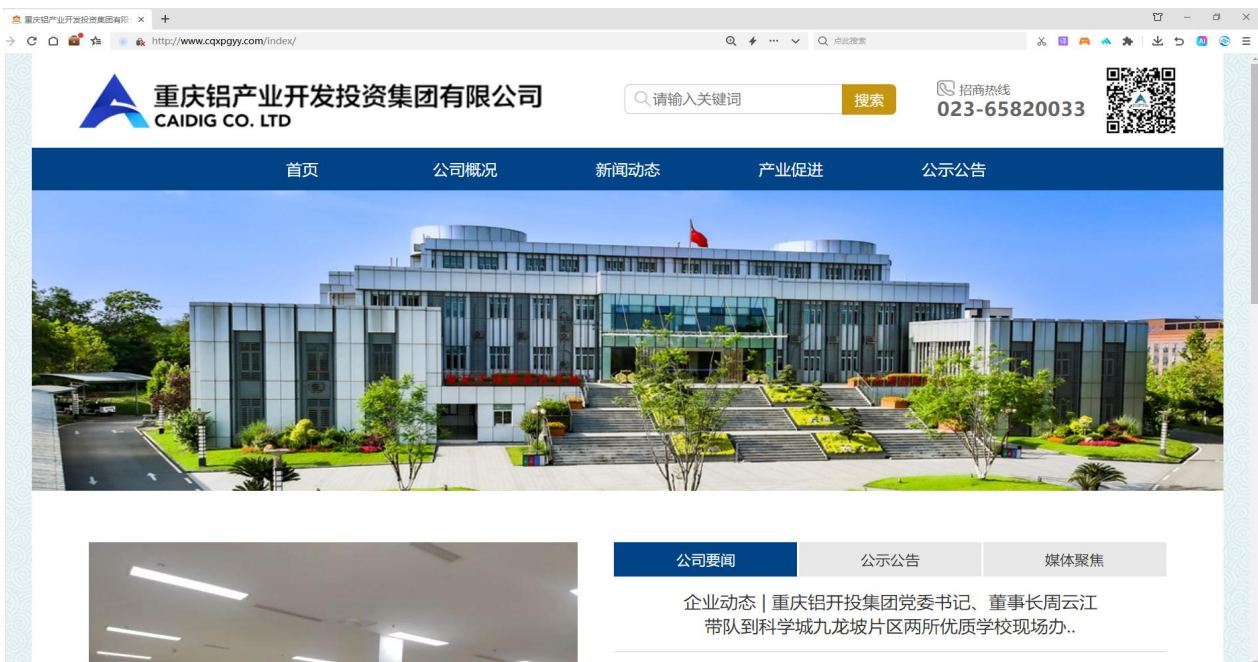 重庆铝产业开发投资集团有限
http://www.cqxpgyy.com/index/
点此搜索
重庆铝产业开发投资集团有限公司
CAIDIG CO. LTD
请输入关键词
搜索
招商热线
023-65820033
首页
公司概况
新闻动态
产业促进
公示公告
公司要闻
公示公告
媒体聚焦
企业动态 | 重庆铝开投集团党委书记、董事长周云江
带队到科学城九龙坡片区两所优质学校现场办..